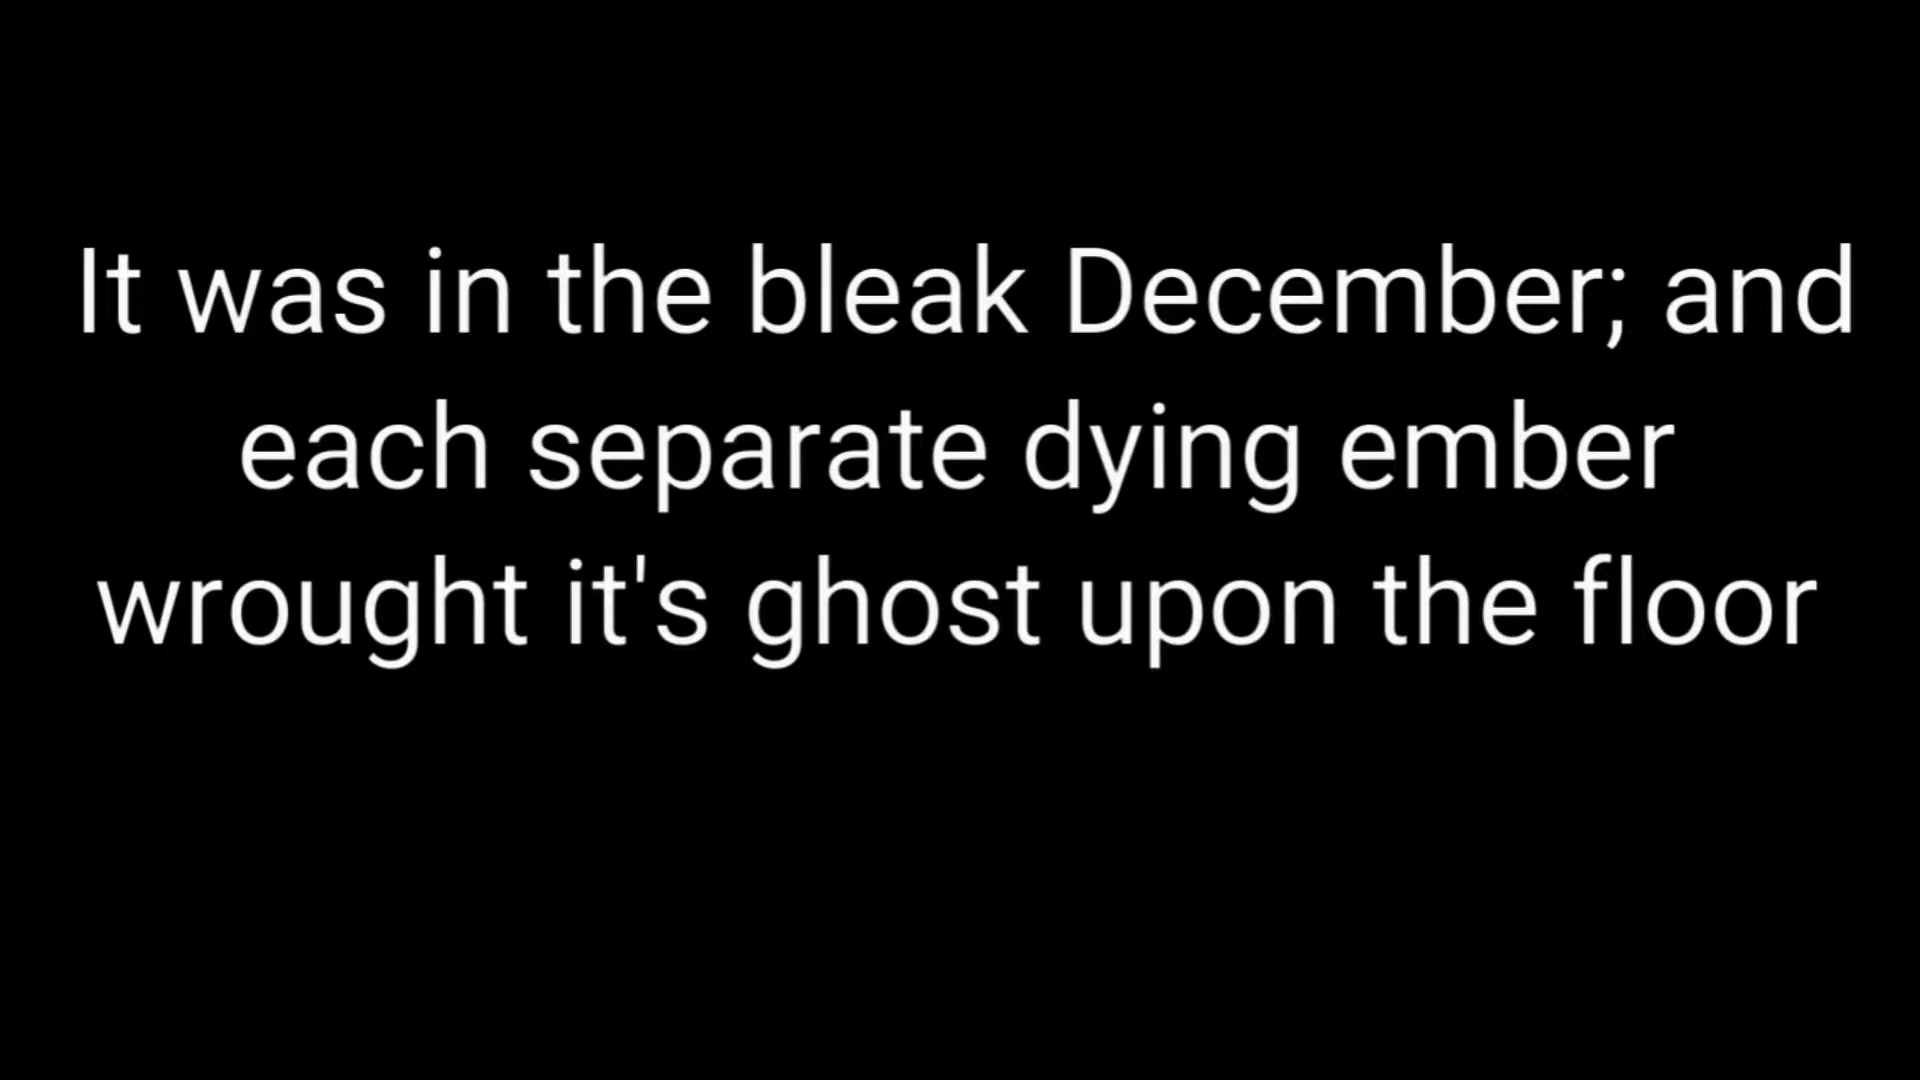 It was in the bleak December; and
each separate dying ember
wrought it's ghost upon the floor